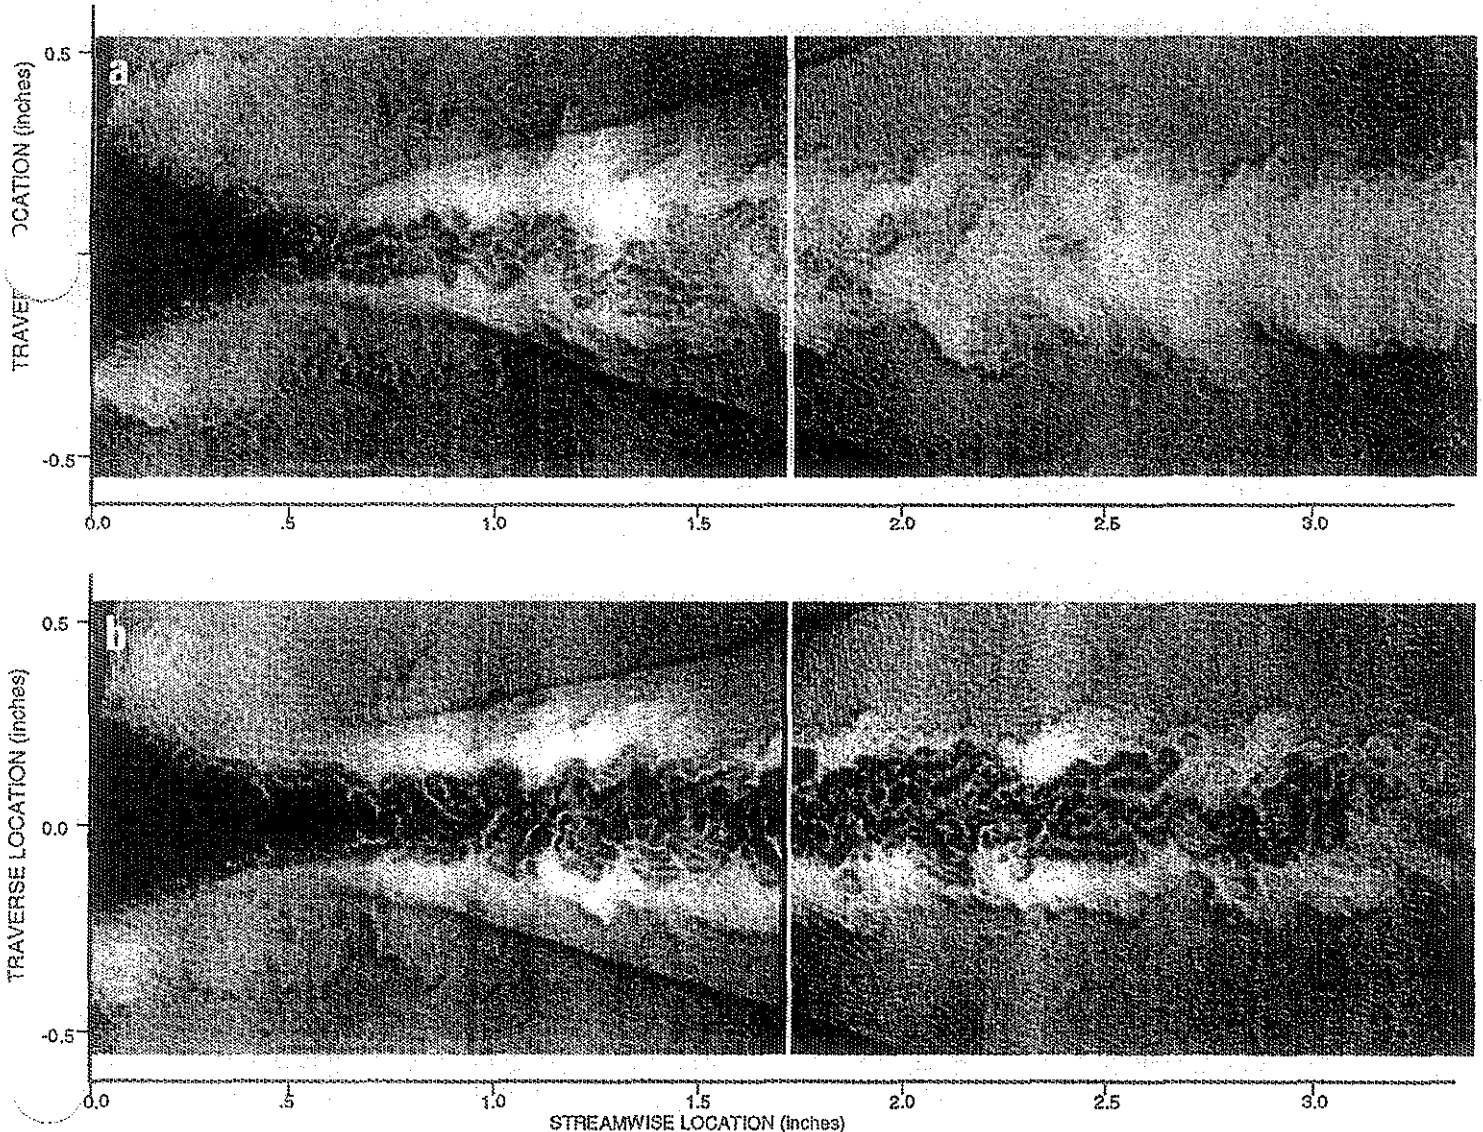 a
0.5
-0.5
TRAVER OCATION (inches)
0.0 .5 1.0 1.5 2.0 2.5 3.0
b
0.5
0.0
-0.5
TRAVERSE LOCATION (inches)
0.0 .5 1.0 1.5 2.0 2.5 3.0
STREAMWISE LOCATION (inches)